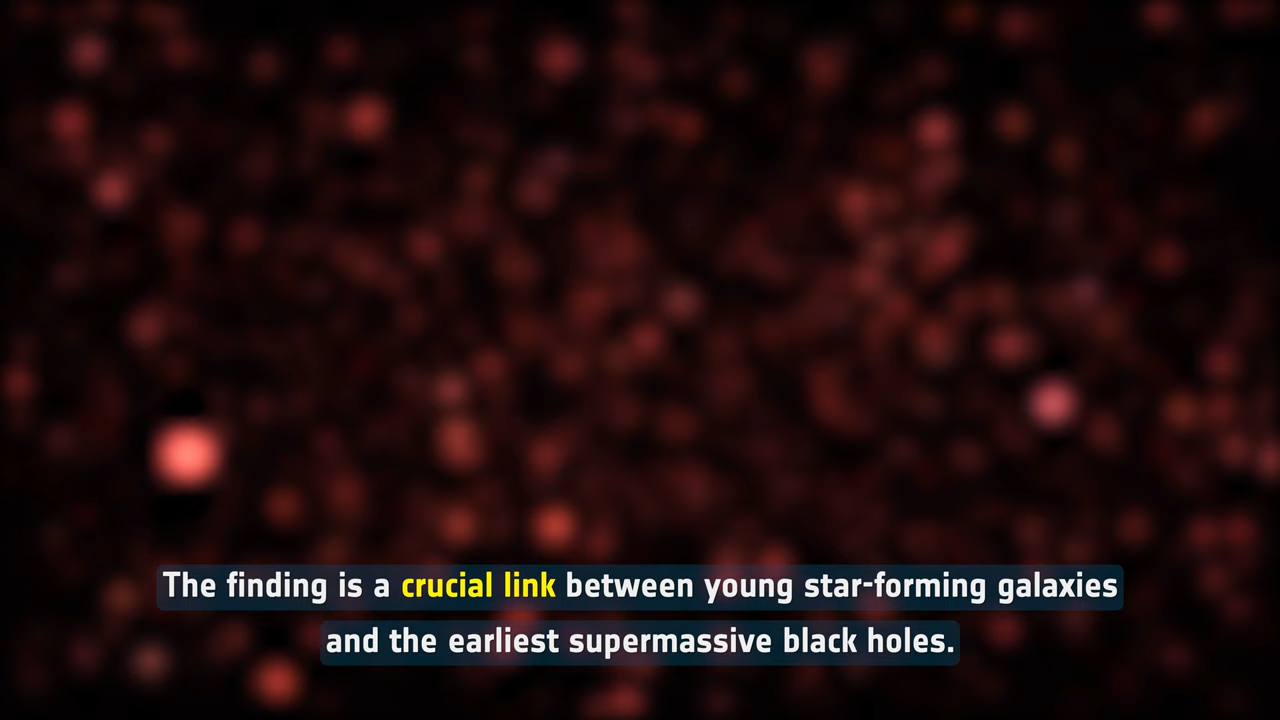 The finding is a crucial link between young star-forming galaxies
and the earliest supermassive black holes.